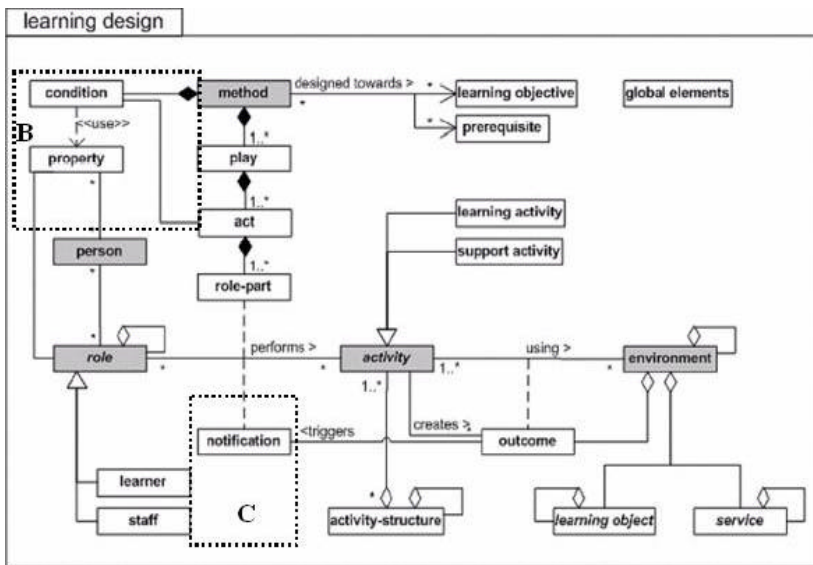 learning design
condition
method
designed towards >
*
*
learning objective
global elements
<<use>>
B
1..*
*
prerequisite
property
play
*
1..*
act
learning activity
*
person
*
support activity
1..*
role-part
*
role
performs >
activity
using >
environment
*
*
1..*
*
1..*
notification
<triggers
creates >
*
outcome
learner
C
*
staff
activity-structure
learning object
service